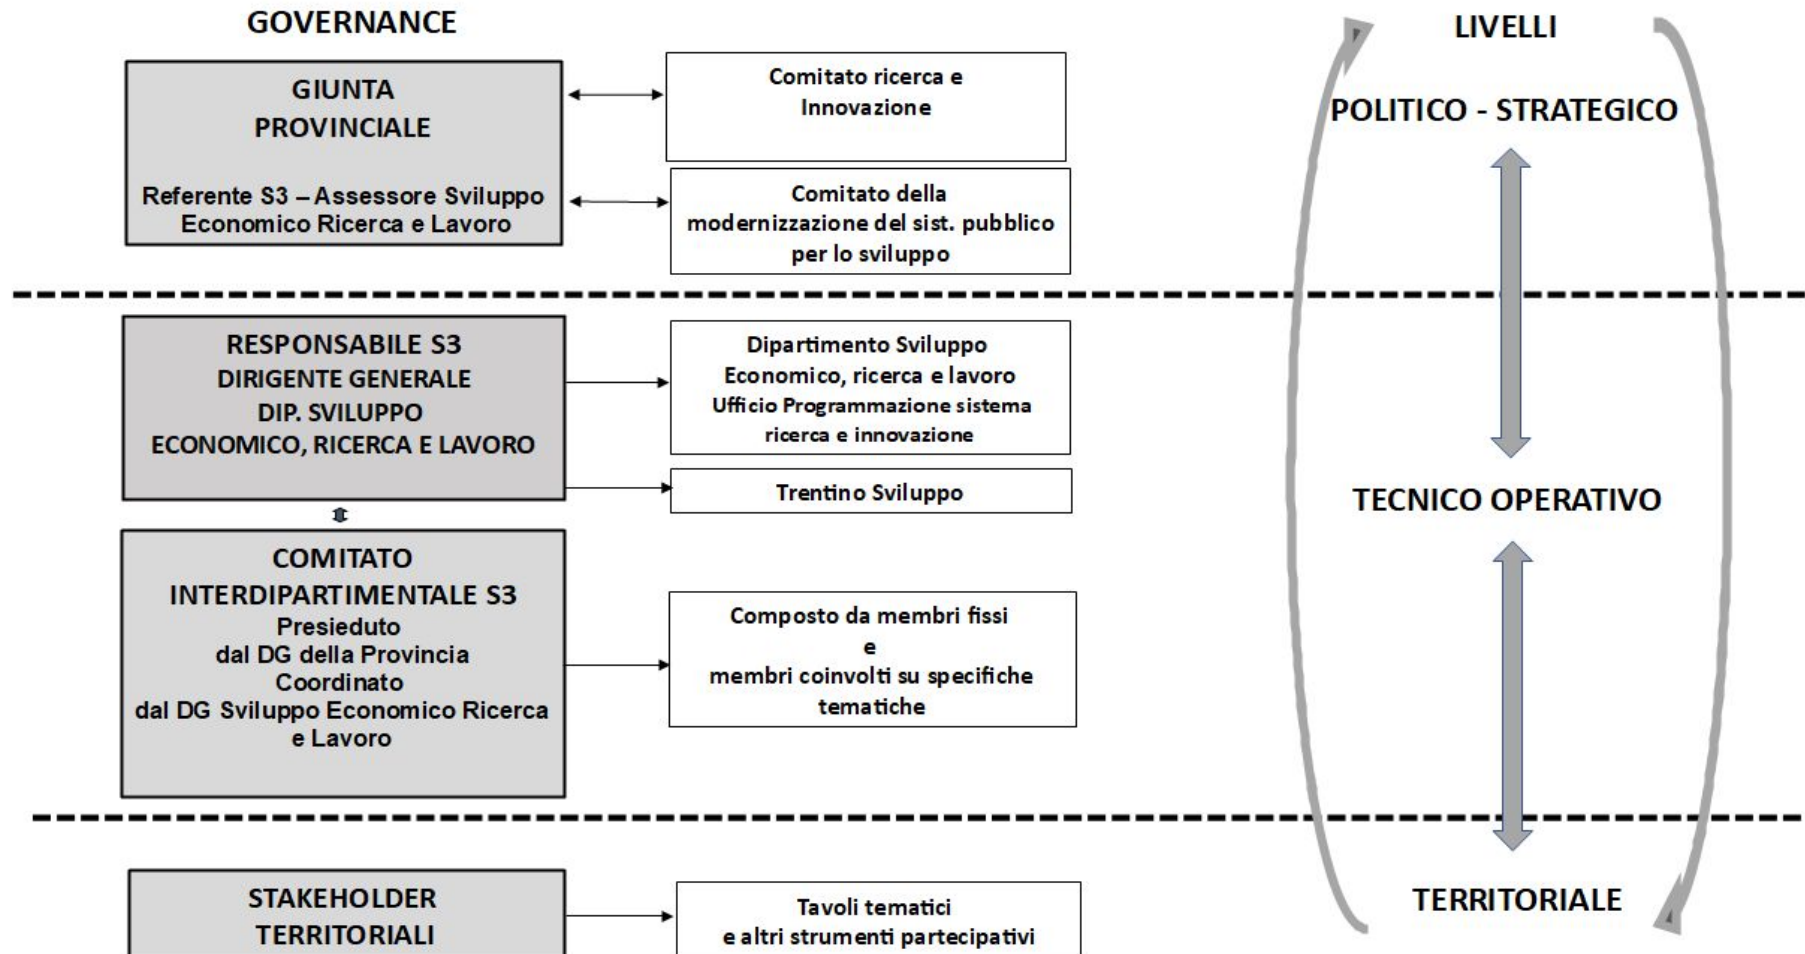 GOVERNANCE
GIUNTA
PROVINCIALE
Referente S3 – Assessore Sviluppo
Economico Ricerca e Lavoro
Comitato ricerca e
Innovazione
Comitato della
modernizzazione del sist. pubblico
per lo sviluppo
LIVELLI
POLITICO - STRATEGICO
RESPONSABILE S3
DIRIGENTE GENERALE
DIP. SVILUPPO
ECONOMICO, RICERCA E LAVORO
Dipartimento Sviluppo
Economico, ricerca e lavoro
Ufficio Programmazione sistema
ricerca e innovazione
Trentino Sviluppo
TECNICO OPERATIVO
COMITATO
INTERDIPARTIMENTALE S3
Presieduto
dal DG della Provincia
Coordinato
dal DG Sviluppo Economico Ricerca
e Lavoro
Composto da membri fissi
e
membri coinvolti su specifiche
tematiche
STAKEHOLDER
TERRITORIALI
Tavoli tematici
e altri strumenti partecipativi
TERRITORIALE